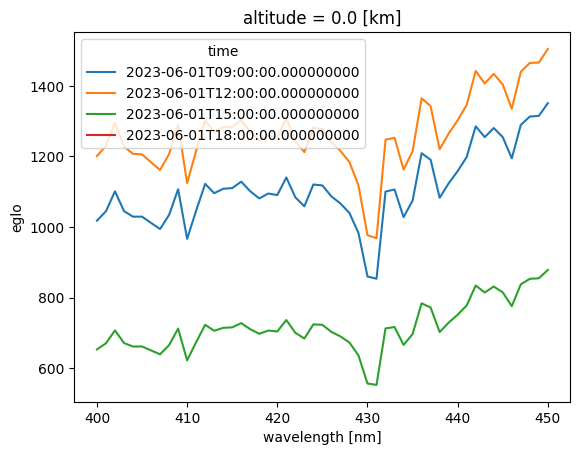 altitude = 0.0 [km]
time
2023-06-01T09:00:00.000000000
2023-06-01T12:00:00.000000000
2023-06-01T15:00:00.000000000
2023-06-01T18:00:00.000000000
eglo
1400
1200
1000
800
600
400
410
420
430
440
450
wavelength [nm]